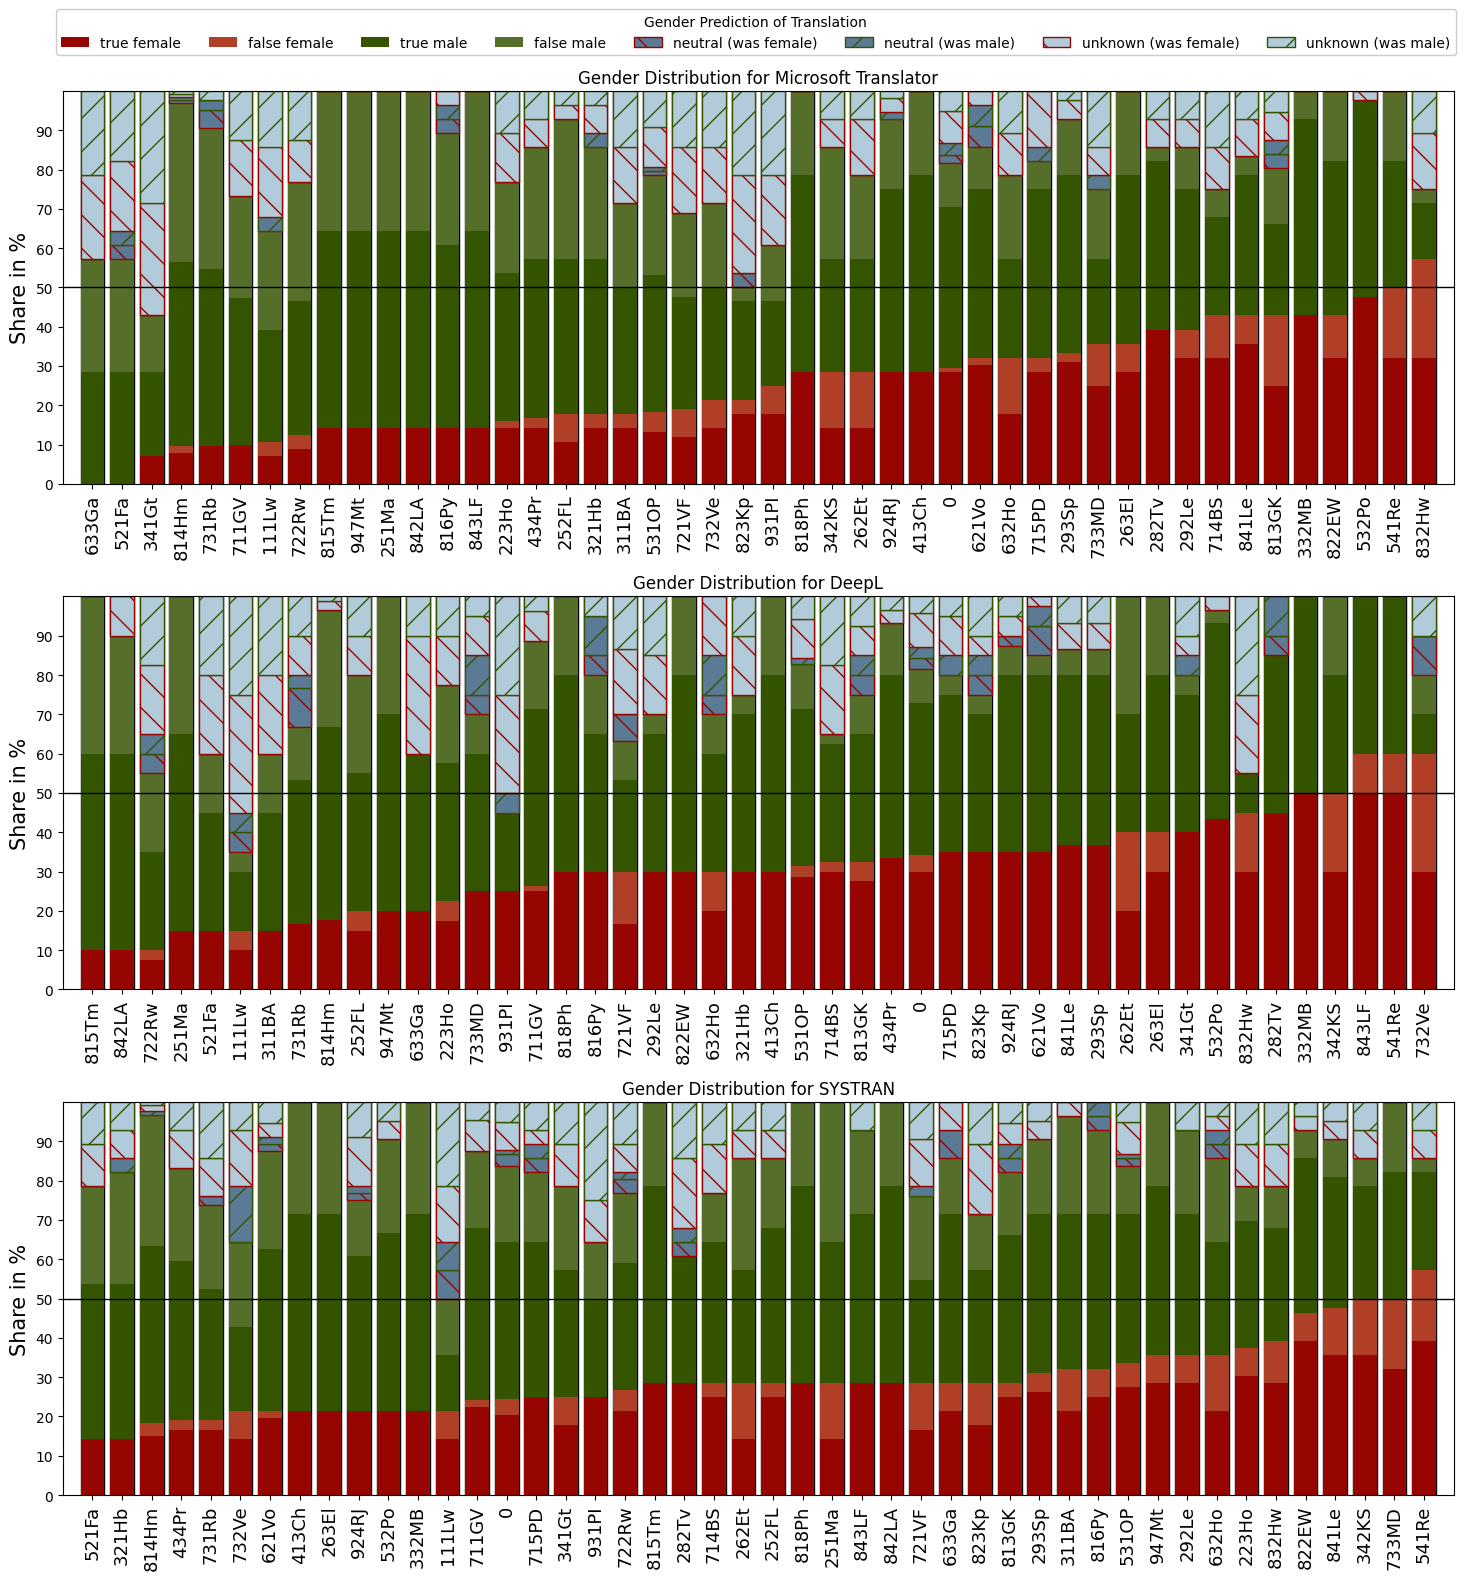 Gender Prediction of Translation
true female false female true male false male neutral (was female) neutral (was male) unknown (was female) unknown (was male)
Gender Distribution for Microsoft Translator
90
80
70
60
50
40
30
20
10
0
Share in %
633Ga 521Fa 341Gt 814Hm 731Rb 711GV 111Lw 722Rw 815Tm 947Mt 251Ma 842LA 816Py 843LF 223Ho 434Pr 252FL 321Hb 311BA 531OP 721VF 732Ve 823Kp 931Pl 818Ph 342KS 262Et 924RJ 413Ch 0 621Vo 632Ho 715PD 293Sp 733MD 263El 282Tv 292Le 714BS 841Le 813GK 332MB 822EW 532Po 541Re 832Hw
Gender Distribution for DeepL
90
80
70
60
50
40
30
20
10
0
Share in %
815Tm 842LA 722Rw 251Ma 521Fa 111Lw 311BA 731Rb 814Hm 252FL 947Mt 633Ga 223Ho 733MD 931Pl 711GV 818Ph 816Py 721VF 292Le 822EW 632Ho 321Hb 413Ch 531OP 714BS 813GK 434Pr 0 715PD 823Kp 924RJ 621Vo 841Le 293Sp 262Et 263El 341Gt 532Po 832Hw 282Tv 332MB 342KS 843LF 541Re 732Ve
Gender Distribution for SYSTRAN
90
80
70
60
50
40
30
20
10
0
Share in %
521Fa 321Hb 814Hm 434Pr 731Rb 732Ve 621Vo 413Ch 263El 924RJ 532Po 332MB 111Lw 711GV 0 715PD 341Gt 931Pl 722Rw 815Tm 282Tv 714BS 262Et 252FL 818Ph 251Ma 843LF 842LA 721VF 633Ga 823Kp 813GK 293Sp 311BA 816Py 531OP 947Mt 292Le 632Ho 223Ho 832Hw 822EW 841Le 342KS 733MD 541Re